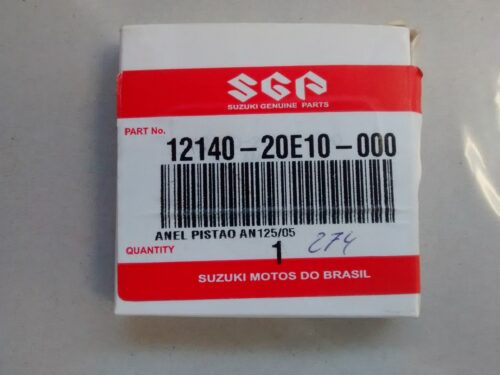 SGP
SUZUKI GENUINE PARTS
PART No.
12140-20E10-000
ANEL PISTAO AN125/05
QUANTITY 1 274
SUZUKI MOTOS DO BRASIL